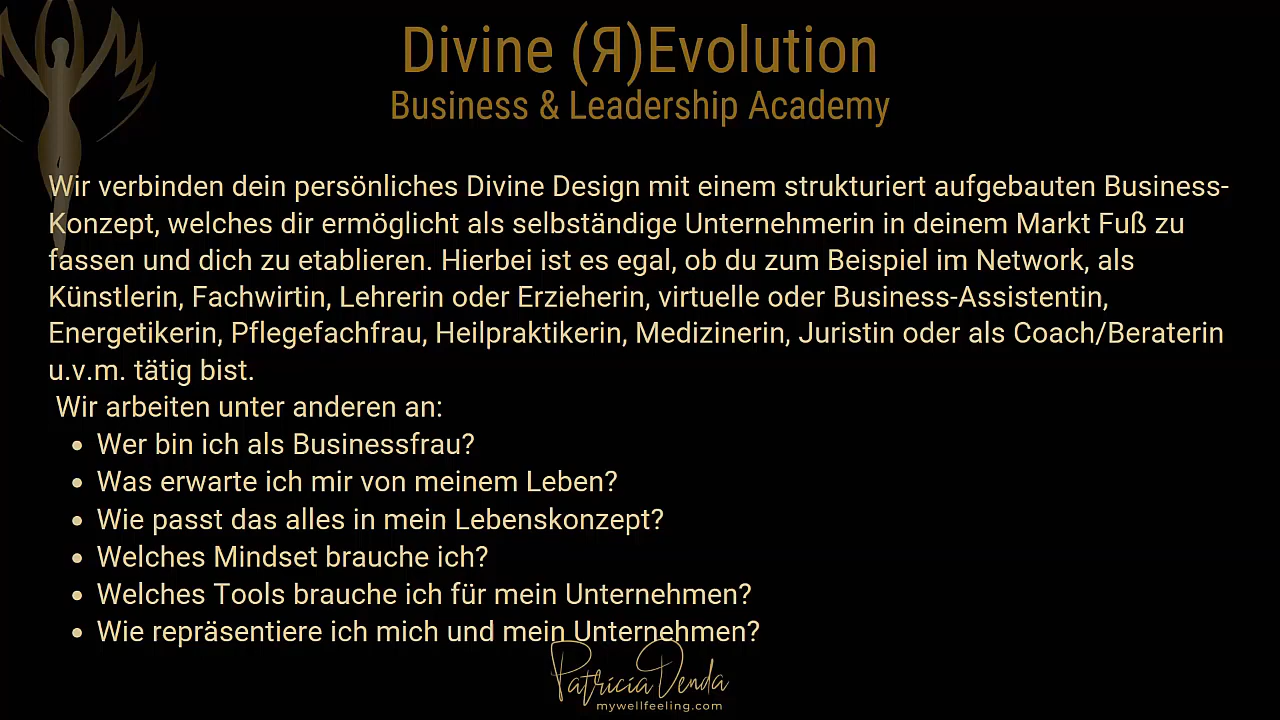 Divine (Я)Evolution
Business & Leadership Academy
Wir verbinden dein persönliches Divine Design mit einem strukturiert aufgebauten Business-
Konzept, welches dir ermöglicht als selbständige Unternehmerin in deinem Markt Fuß zu
fassen und dich zu etablieren. Hierbei ist es egal, ob du zum Beispiel im Network, als
Künstlerin, Fachwirtin, Lehrerin oder Erzieherin, virtuelle oder Business-Assistentin,
Energetikerin, Pflegefachfrau, Heilpraktikerin, Medizinerin, Juristin oder als Coach/Beraterin
u.v.m. tätig bist.
Wir arbeiten unter anderen an:
• Wer bin ich als Businessfrau?
• Was erwarte ich mir von meinem Leben?
• Wie passt das alles in mein Lebenskonzept?
• Welches Mindset brauche ich?
• Welches Tools brauche ich für mein Unternehmen?
• Wie repräsentiere ich mich und mein Unternehmen?
Patricia Denda
mywellfeeling.com